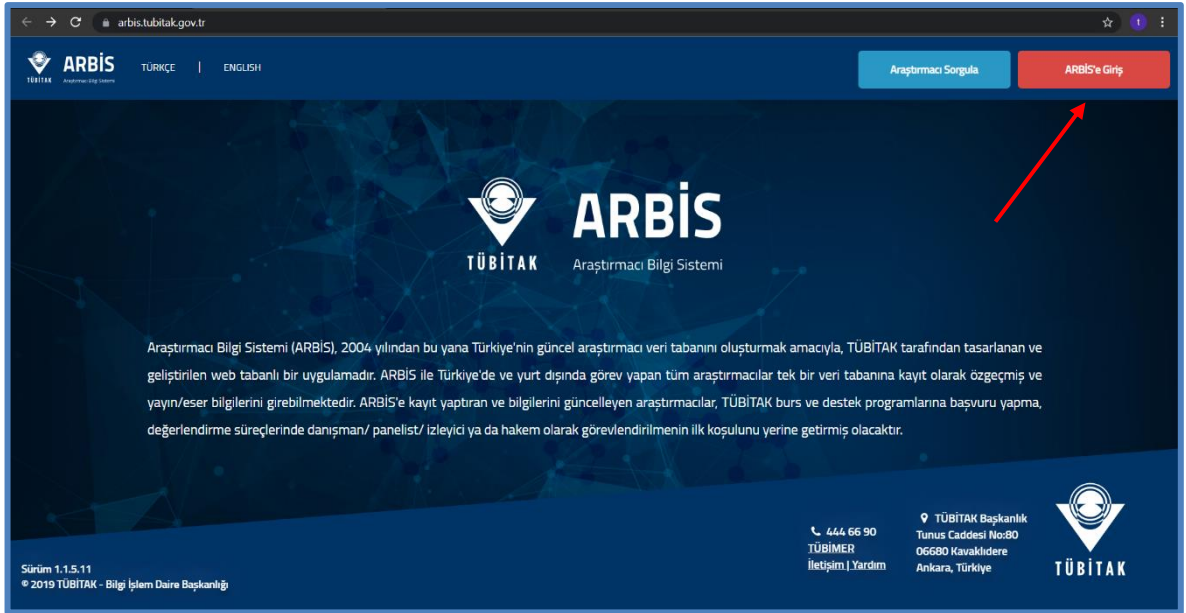 arbis.tubitak.gov.tr
t
TÜBİTAK
ARBİS
Araştırmacı Bilgi Sistemi
TÜRKÇE | ENGLISH
Araştırmacı Sorgula
ARBİS'e Giriş
TÜBİTAK
ARBİS
Araştırmacı Bilgi Sistemi
Araştırmacı Bilgi Sistemi (ARBİS), 2004 yılından bu yana Türkiye'nin güncel araştırmacı veri tabanını oluşturmak amacıyla, TÜBİTAK tarafından tasarlanan ve
geliştirilen web tabanlı bir uygulamadır. ARBİS ile Türkiye'de ve yurt dışında görev yapan tüm araştırmacılar tek bir veri tabanına kayıt olarak özgeçmiş ve
yayın/eser bilgilerini girebilmektedir. ARBİS'e kayıt yaptıran ve bilgilerini güncelleyen araştırmacılar, TÜBİTAK burs ve destek programlarına başvuru yapma,
değerlendirme süreçlerinde danışman/ panelist/ izleyici ya da hakem olarak görevlendirilmenin ilk koşulunu yerine getirmiş olacaktır.
444 66 90
TÜBİMER
İletişim | Yardım
TÜBİTAK Başkanlık
Tunus Caddesi No:80
06680 Kavaklıdere
Ankara, Türkiye
TÜBİTAK
Sürüm 1.1.5.11
© 2019 TÜBİTAK - Bilgi İşlem Daire Başkanlığı